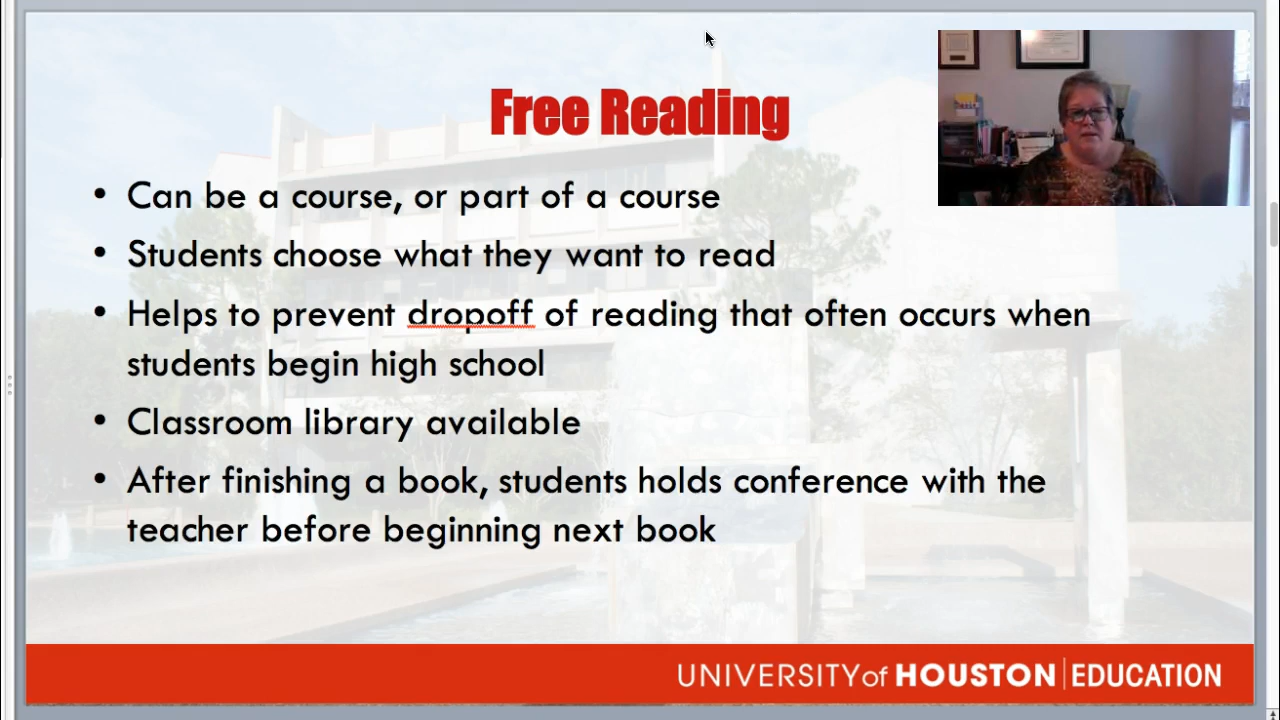 Free Reading
• Can be a course, or part of a course
• Students choose what they want to read
• Helps to prevent dropoff of reading that often occurs when
students begin high school
• Classroom library available
• After finishing a book, students holds conference with the
teacher before beginning next book
UNIVERSITY of HOUSTON | EDUCATION